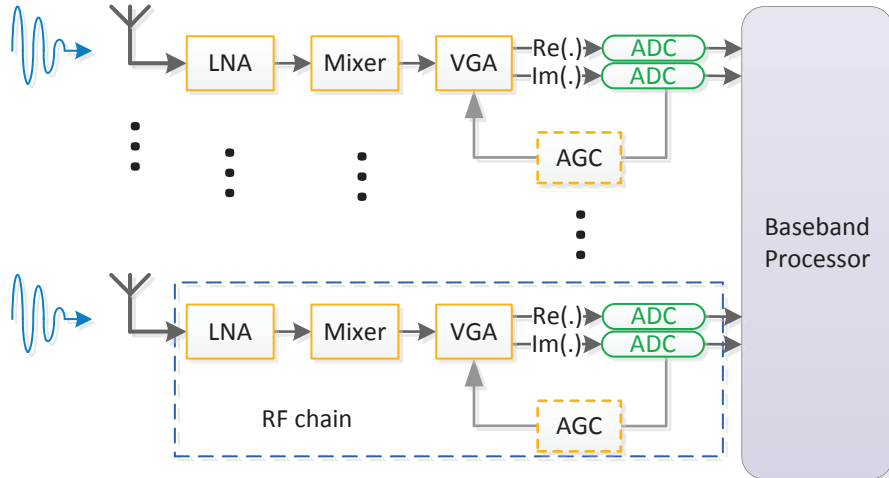 LNA
Mixer
VGA
Re(.)
Im(.)
ADC
ADC
AGC
Baseband
Processor
LNA
Mixer
VGA
Re(.)
Im(.)
ADC
ADC
AGC
RF chain